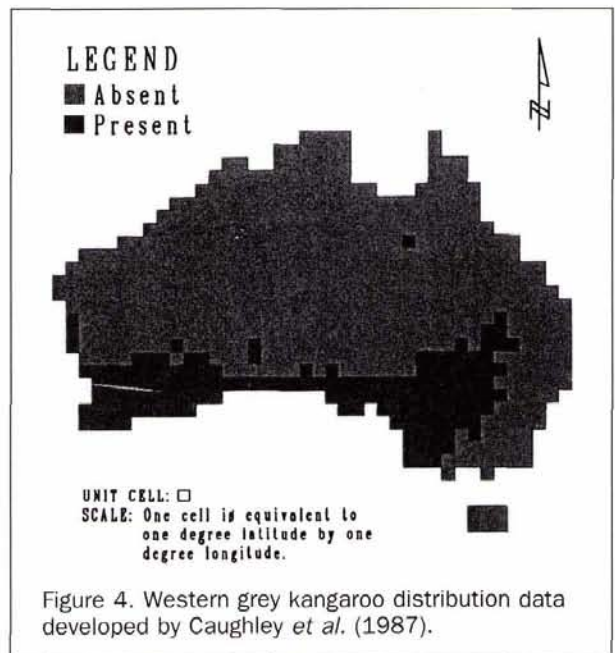 LEGEND
Absent
Present
N
UNIT CELL:
SCALE: One cell is equivalent to
one degree latitude by one
degree longitude.
Figure 4. Western grey kangaroo distribution data
developed by Caughley et al. (1987).